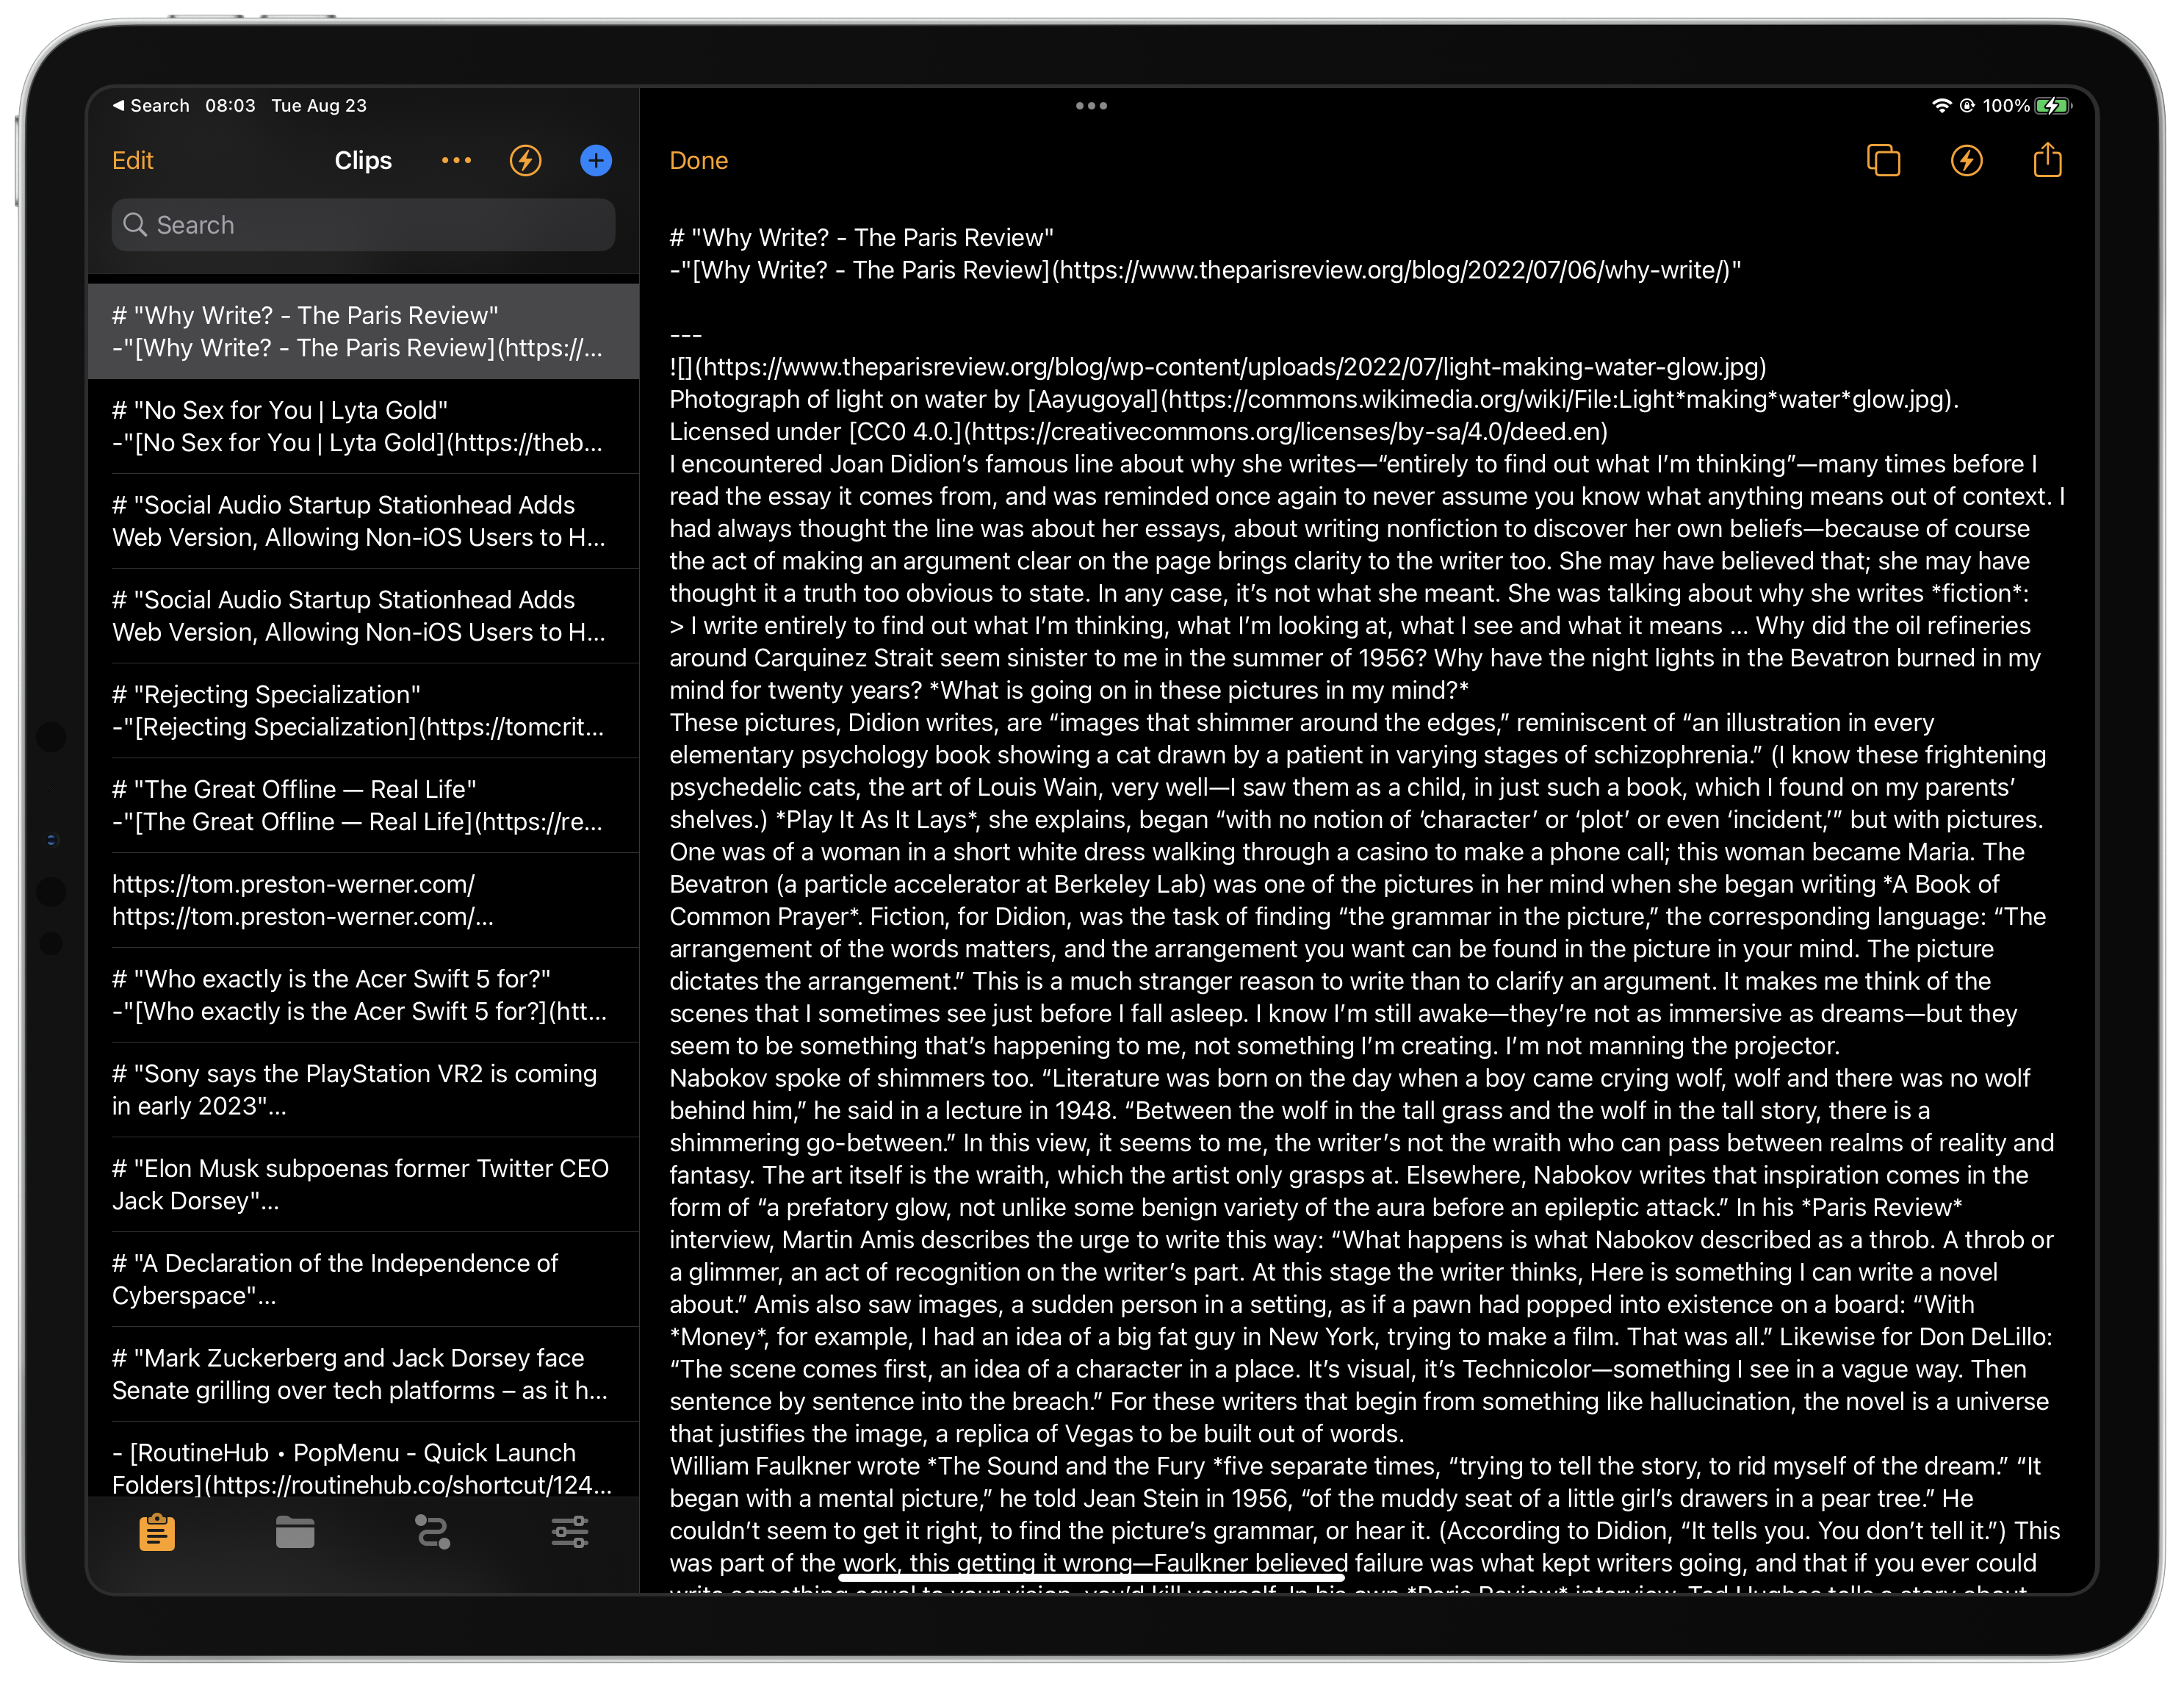 Search 08:03 Tue Aug 23
100%
Edit
Clips
Search
# "Why Write? - The Paris Review"
-"[Why Write? - The Paris Review](https://...
# "No Sex for You | Lyta Gold"
-"[No Sex for You | Lyta Gold](https://theb...
# "Social Audio Startup Stationhead Adds
Web Version, Allowing Non-iOS Users to H...
# "Social Audio Startup Stationhead Adds
Web Version, Allowing Non-iOS Users to H...
# "Rejecting Specialization"
-"[Rejecting Specialization](https://tomcrit...
# "The Great Offline — Real Life"
-"[The Great Offline — Real Life](https://re...
https://tom.preston-werner.com/
https://tom.preston-werner.com/...
# "Who exactly is the Acer Swift 5 for?"
-"[Who exactly is the Acer Swift 5 for?](htt...
# "Sony says the PlayStation VR2 is coming
in early 2023"...
# "Elon Musk subpoenas former Twitter CEO
Jack Dorsey"...
# "A Declaration of the Independence of
Cyberspace"...
# "Mark Zuckerberg and Jack Dorsey face
Senate grilling over tech platforms – as it h...
- [RoutineHub • PopMenu - Quick Launch
Folders](https://routinehub.co/shortcut/124...
Done
# "Why Write? - The Paris Review"
-"[Why Write? - The Paris Review](https://www.theparisreview.org/blog/2022/07/06/why-write/)"
---
![](https://www.theparisreview.org/blog/wp-content/uploads/2022/07/light-making-water-glow.jpg)
Photograph of light on water by [Aayugoyal](https://commons.wikimedia.org/wiki/File:Light*making*water*glow.jpg).
Licensed under [CC0 4.0.](https://creativecommons.org/licenses/by-sa/4.0/deed.en)
I encountered Joan Didion’s famous line about why she writes—“entirely to find out what I’m thinking”—many times before I
read the essay it comes from, and was reminded once again to never assume you know what anything means out of context. I
had always thought the line was about her essays, about writing nonfiction to discover her own beliefs—because of course
the act of making an argument clear on the page brings clarity to the writer too. She may have believed that; she may have
thought it a truth too obvious to state. In any case, it’s not what she meant. She was talking about why she writes *fiction*:
> I write entirely to find out what I’m thinking, what I’m looking at, what I see and what it means ... Why did the oil refineries
around Carquinez Strait seem sinister to me in the summer of 1956? Why have the night lights in the Bevatron burned in my
mind for twenty years? *What is going on in these pictures in my mind?*
These pictures, Didion writes, are “images that shimmer around the edges,” reminiscent of “an illustration in every
elementary psychology book showing a cat drawn by a patient in varying stages of schizophrenia.” (I know these frightening
psychedelic cats, the art of Louis Wain, very well—I saw them as a child, in just such a book, which I found on my parents’
shelves.) *Play It As It Lays*, she explains, began “with no notion of ‘character’ or ‘plot’ or even ‘incident,’” but with pictures.
One was of a woman in a short white dress walking through a casino to make a phone call; this woman became Maria. The
Bevatron (a particle accelerator at Berkeley Lab) was one of the pictures in her mind when she began writing *A Book of
Common Prayer*. Fiction, for Didion, was the task of finding “the grammar in the picture,” the corresponding language: “The
arrangement of the words matters, and the arrangement you want can be found in the picture in your mind. The picture
dictates the arrangement.” This is a much stranger reason to write than to clarify an argument. It makes me think of the
scenes that I sometimes see just before I fall asleep. I know I’m still awake—they’re not as immersive as dreams—but they
seem to be something that’s happening to me, not something I’m creating. I’m not manning the projector.
Nabokov spoke of shimmers too. “Literature was born on the day when a boy came crying wolf, wolf and there was no wolf
behind him,” he said in a lecture in 1948. “Between the wolf in the tall grass and the wolf in the tall story, there is a
shimmering go-between.” In this view, it seems to me, the writer’s not the wraith who can pass between realms of reality and
fantasy. The art itself is the wraith, which the artist only grasps at. Elsewhere, Nabokov writes that inspiration comes in the
form of “a prefatory glow, not unlike some benign variety of the aura before an epileptic attack.” In his *Paris Review*
interview, Martin Amis describes the urge to write this way: “What happens is what Nabokov described as a throb. A throb or
a glimmer, an act of recognition on the writer’s part. At this stage the writer thinks, Here is something I can write a novel
about.” Amis also saw images, a sudden person in a setting, as if a pawn had popped into existence on a board: “With
*Money*, for example, I had an idea of a big fat guy in New York, trying to make a film. That was all.” Likewise for Don DeLillo:
“The scene comes first, an idea of a character in a place. It’s visual, it’s Technicolor—something I see in a vague way. Then
sentence by sentence into the breach.” For these writers that begin from something like hallucination, the novel is a universe
that justifies the image, a replica of Vegas to be built out of words.
William Faulkner wrote *The Sound and the Fury *five separate times, “trying to tell the story, to rid myself of the dream.” “It
began with a mental picture,” he told Jean Stein in 1956, “of the muddy seat of a little girl’s drawers in a pear tree.” He
couldn’t seem to get it right, to find the picture’s grammar, or hear it. (According to Didion, “It tells you. You don’t tell it.”) This
was part of the work, this getting it wrong—Faulkner believed failure was what kept writers going, and that if you ever could
write something equal to your vision, you’d kill yourself. In his own *Paris Review* interview, Ted Hughes tells a story about